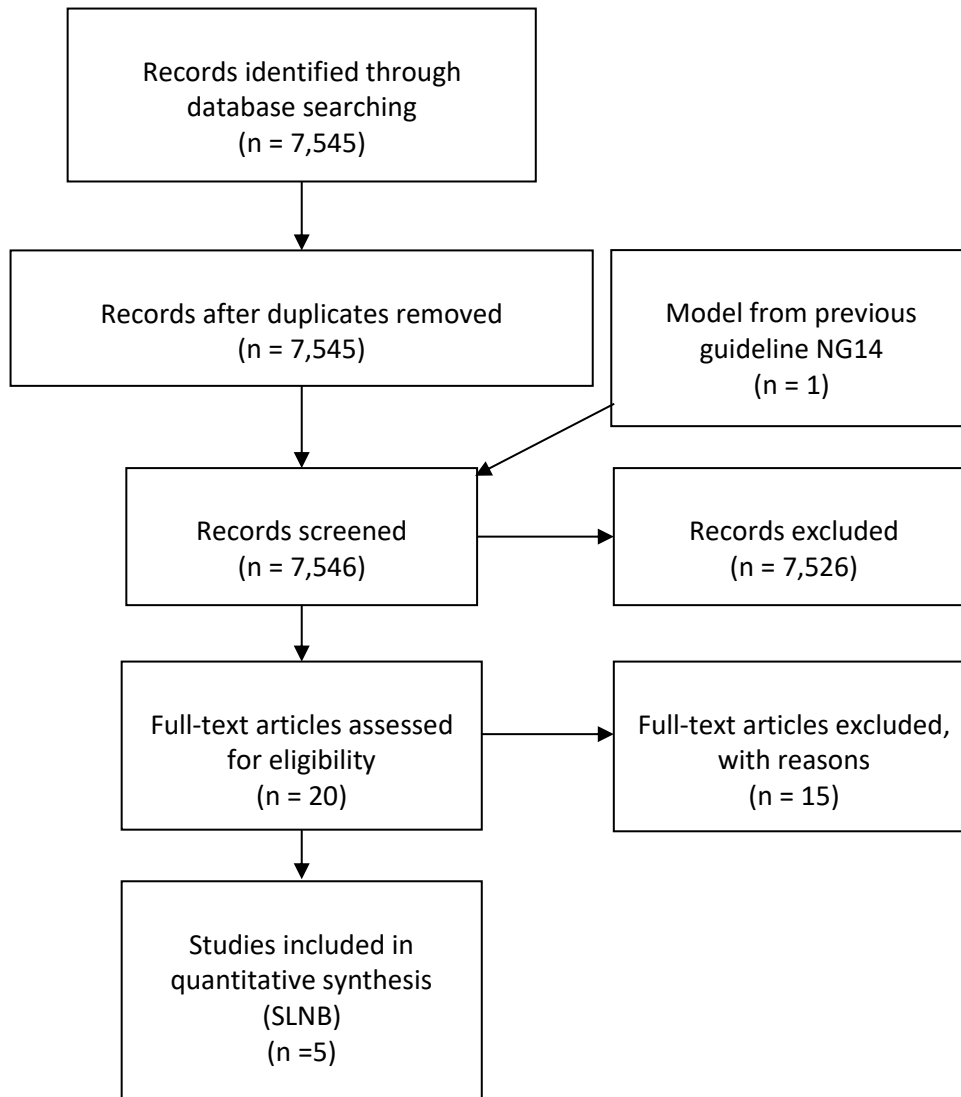 Records identified through
database searching
(n = 7,545)
Records after duplicates removed
(n = 7,545)
Model from previous
guideline NG14
(n = 1)
Records screened
(n = 7,546)
Records excluded
(n = 7,526)
Full-text articles assessed
for eligibility
(n = 20)
Full-text articles excluded,
with reasons
(n = 15)
Studies included in
quantitative synthesis
(SLNB)
(n =5)